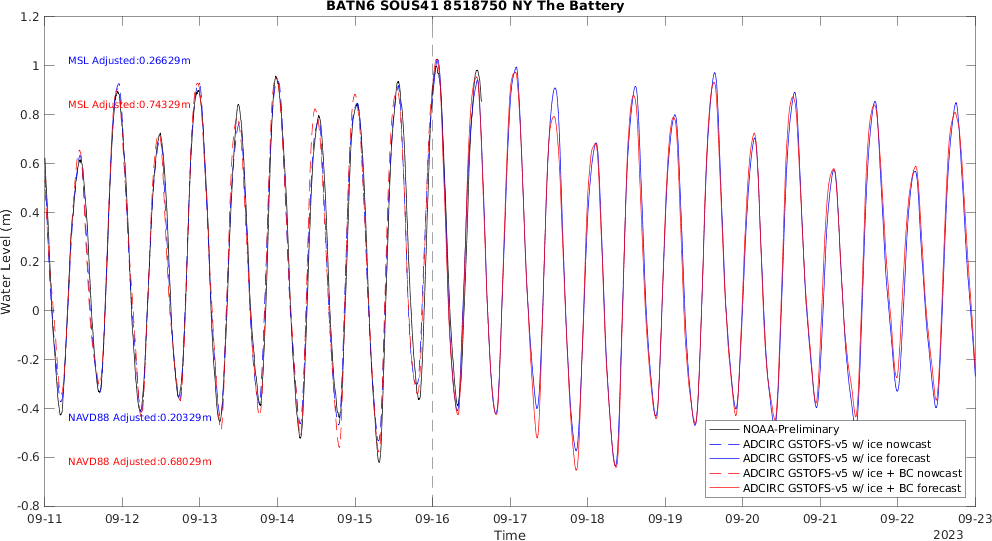 BATN6 SOUS41 8518750 NY The Battery
Water Level (m)
1.2
1
0.8
0.6
0.4
0.2
0
-0.2
-0.4
-0.6
-0.8
MSL Adjusted:0.26629m
MSL Adjusted:0.74329m
NAVD88 Adjusted:0.20329m
NAVD88 Adjusted:0.68029m
NOAA-Preliminary
ADCIRC GSTOFS-v5 w/ ice nowcast
ADCIRC GSTOFS-v5 w/ ice forecast
ADCIRC GSTOFS-v5 w/ ice + BC nowcast
ADCIRC GSTOFS-v5 w/ ice + BC forecast
09-11 09-12 09-13 09-14 09-15 09-16 09-17 09-18 09-19 09-20 09-21 09-22 09-23
Time
2023